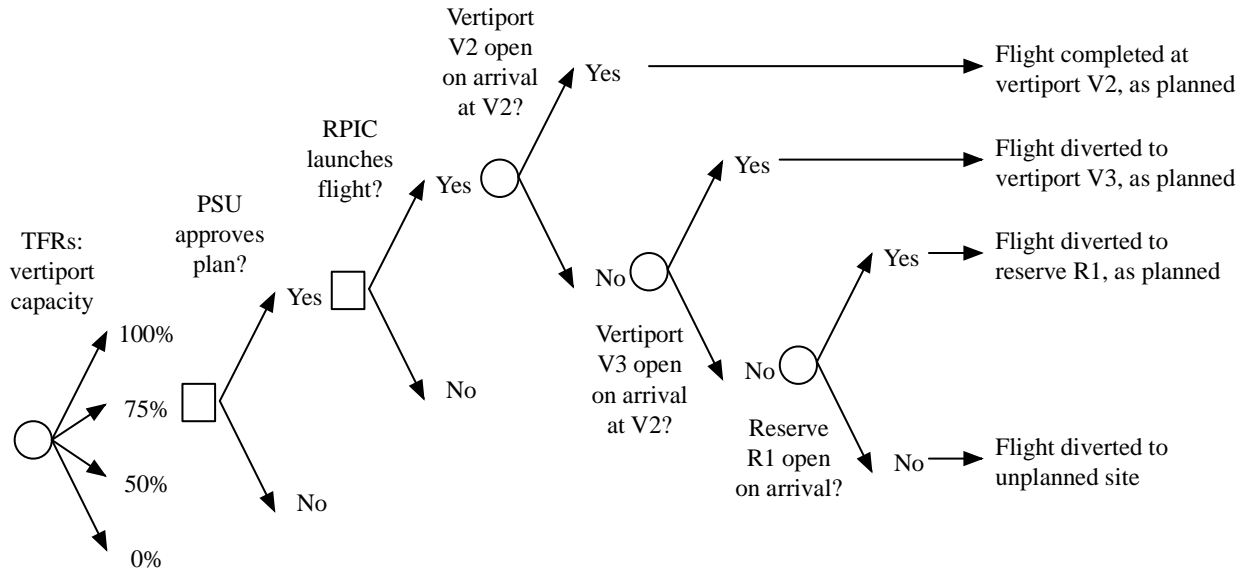 TFRs:
vertiport
capacity
100%
75%
50%
0%
PSU
approves
plan?
Yes
No
RPIC
launches
flight?
Yes
No
Vertiport
V2 open
on arrival
at V2?
Yes
No
Vertiport
V3 open
on arrival
at V2?
Yes
No
Reserve
R1 open
on arrival?
Yes
No
Flight completed at
vertiport V2, as planned
Flight diverted to
vertiport V3, as planned
Flight diverted to
reserve R1, as planned
Flight diverted to
unplanned site